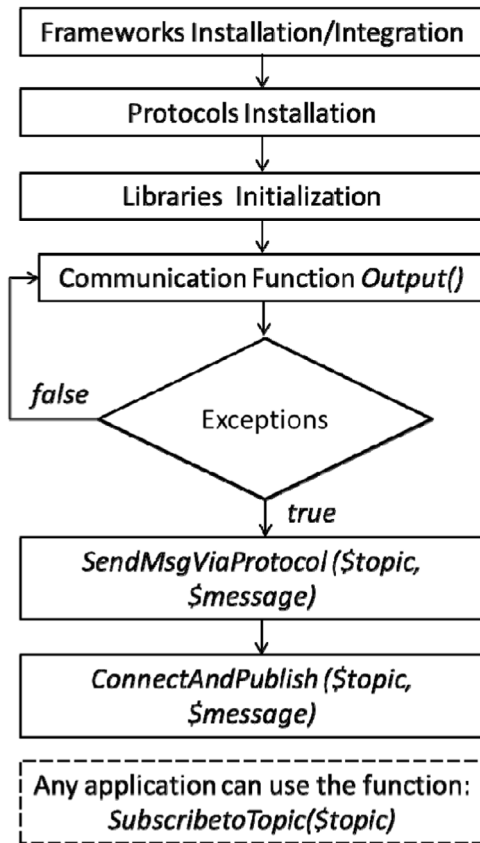 Frameworks Installation/Integration
Protocols Installation
Libraries Initialization
Communication Function Output()
false
Exceptions
true
SendMsgViaProtocol ($topic,
$message)
ConnectAndPublish ($topic,
$message)
Any application can use the function:
SubscribetoTopic($topic)